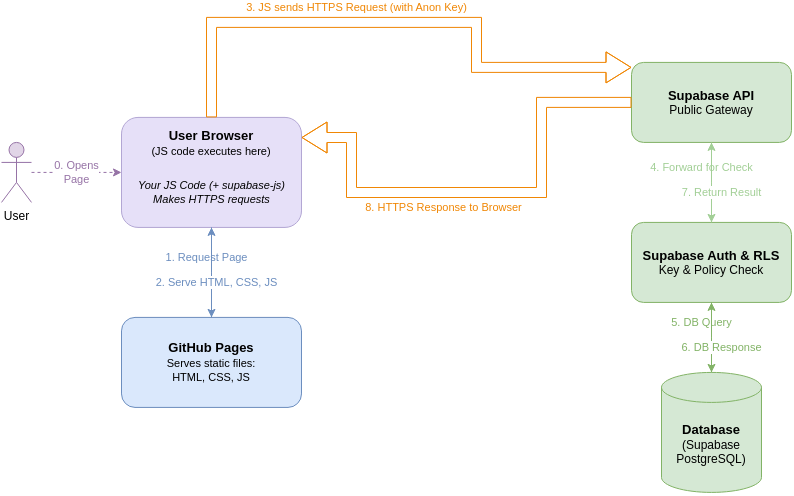 3. JS sends HTTPS Request (with Anon Key)
Supabase API
Public Gateway
User Browser
(JS code executes here)
Your JS Code (+ supabase-js)
Makes HTTPS requests
0. Opens
Page
User
4. Forward for Check
7. Return Result
8. HTTPS Response to Browser
1. Request Page
2. Serve HTML, CSS, JS
Supabase Auth & RLS
Key & Policy Check
GitHub Pages
Serves static files:
HTML, CSS, JS
5. DB Query
6. DB Response
Database
(Supabase
PostgreSQL)